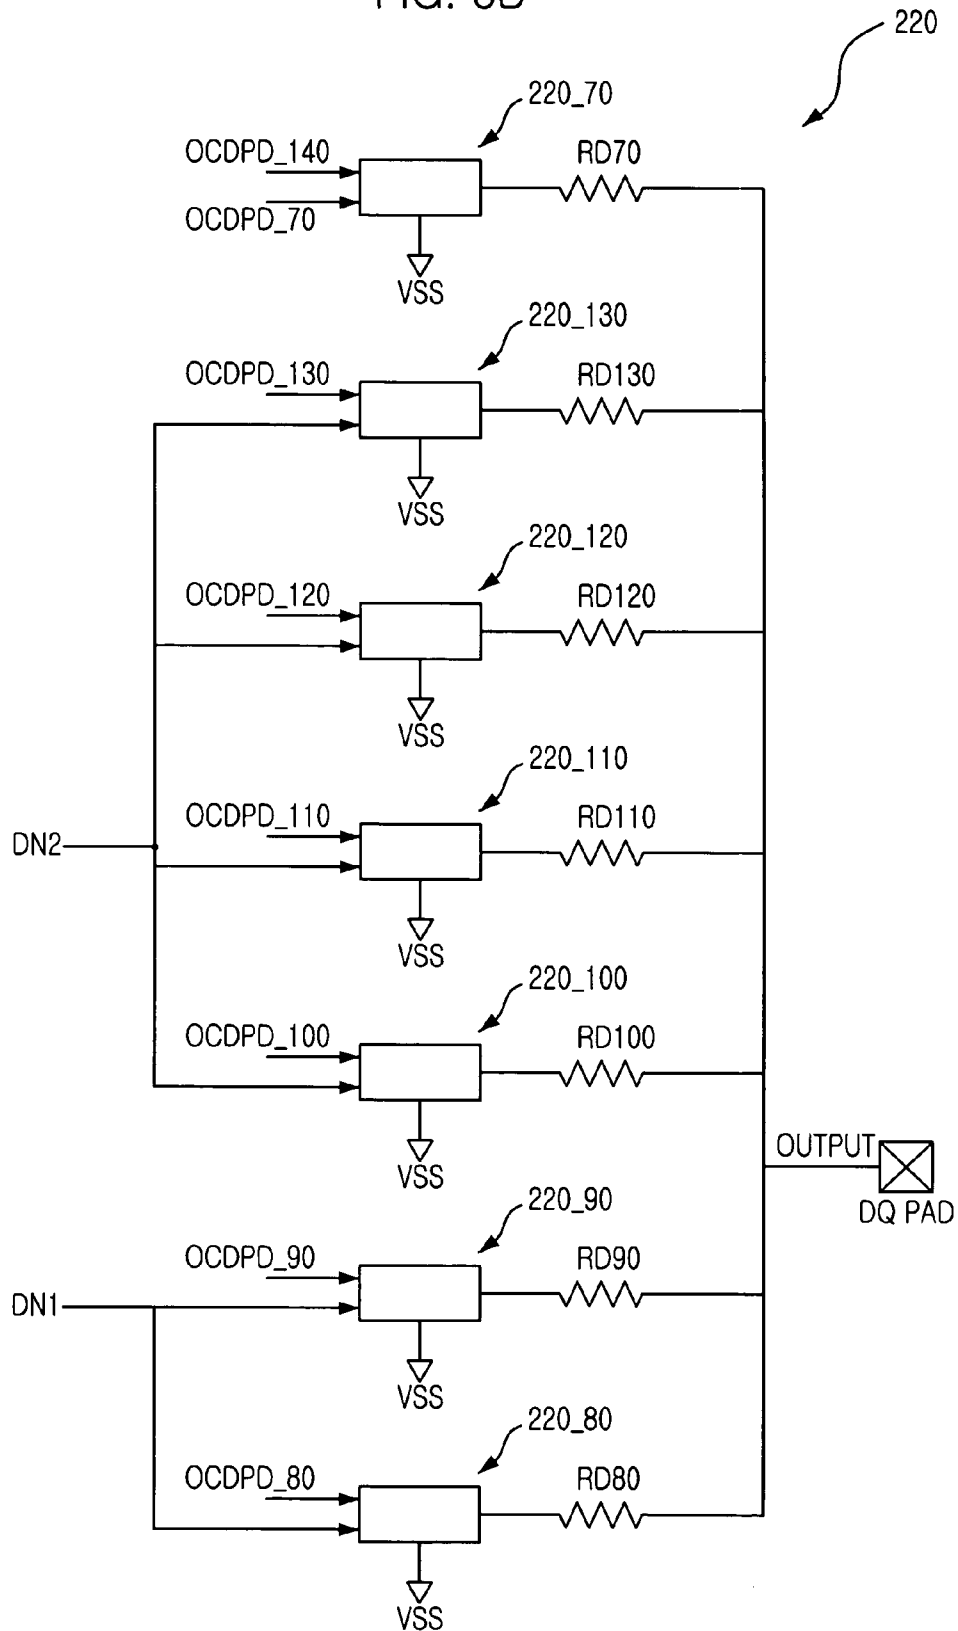 220
220_70
OCDPD_140
RD70
OCDPD_70
VSS
220_130
OCDPD_130
RD130
VSS
220_120
OCDPD_120
RD120
VSS
220_110
OCDPD_110
RD110
DN2
VSS
220_100
OCDPD_100
RD100
VSS
OUTPUT
DQ PAD
220_90
OCDPD_90
RD90
DN1
VSS
220_80
OCDPD_80
RD80
VSS